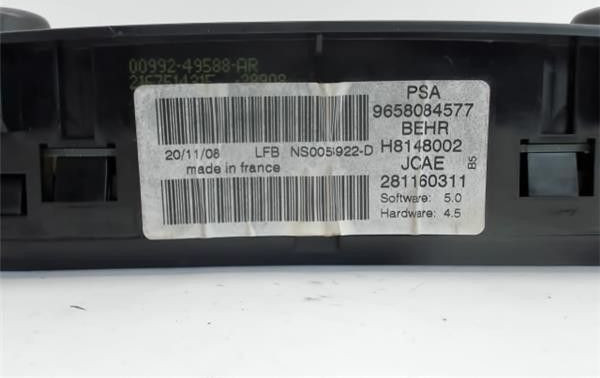 00992-49588-AR
PSA
9658084577
BEHR
20/11/08 LFB NS005922-D H8148002
made in france JCAE B5
281160311
Software: 5.0
Hardware: 4.5